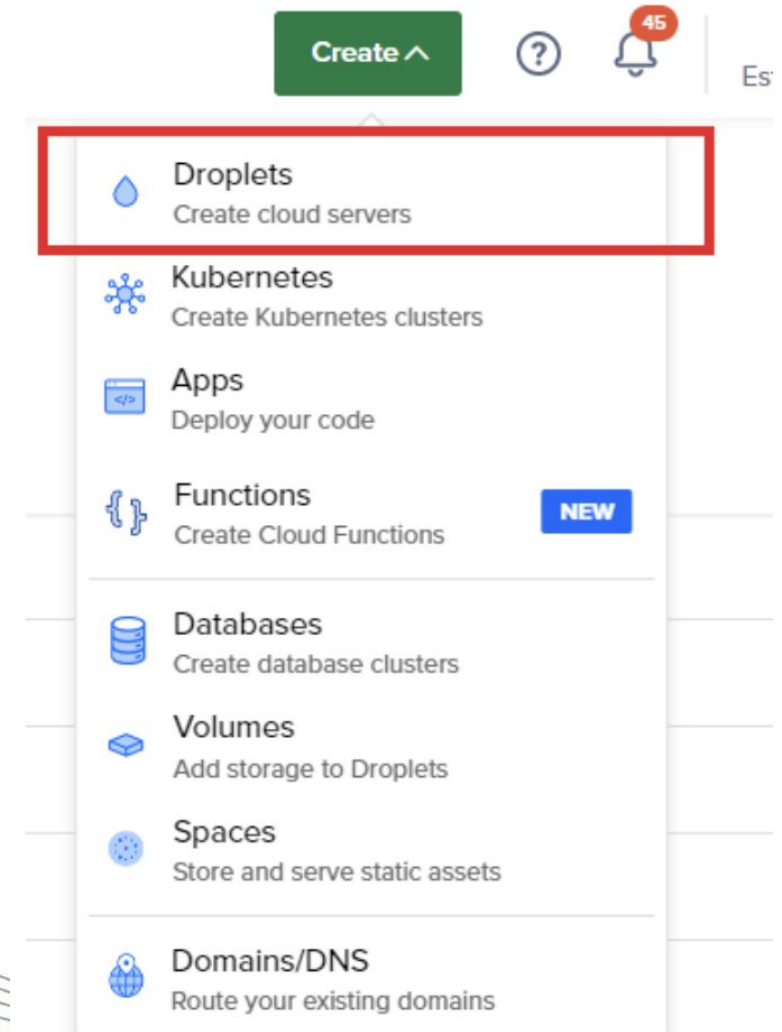 Create
45
Est
Droplets
Create cloud servers
Kubernetes
Create Kubernetes clusters
Apps
Deploy your code
Functions
NEW
Create Cloud Functions
Databases
Create database clusters
Volumes
Add storage to Droplets
Spaces
Store and serve static assets
Domains/DNS
Route your existing domains